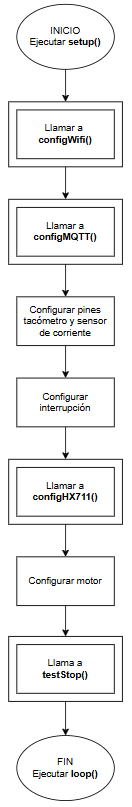 INICIO
Ejecutar setup()
Llamar a
configWifi()
Llamar a
configMQTT()
Configurar pines
tacómetro y sensor
de corriente
Configurar
interrupción
Llamar a
configHX711()
Configurar motor
Llama a
testStop()
FIN
Ejecutar loop()